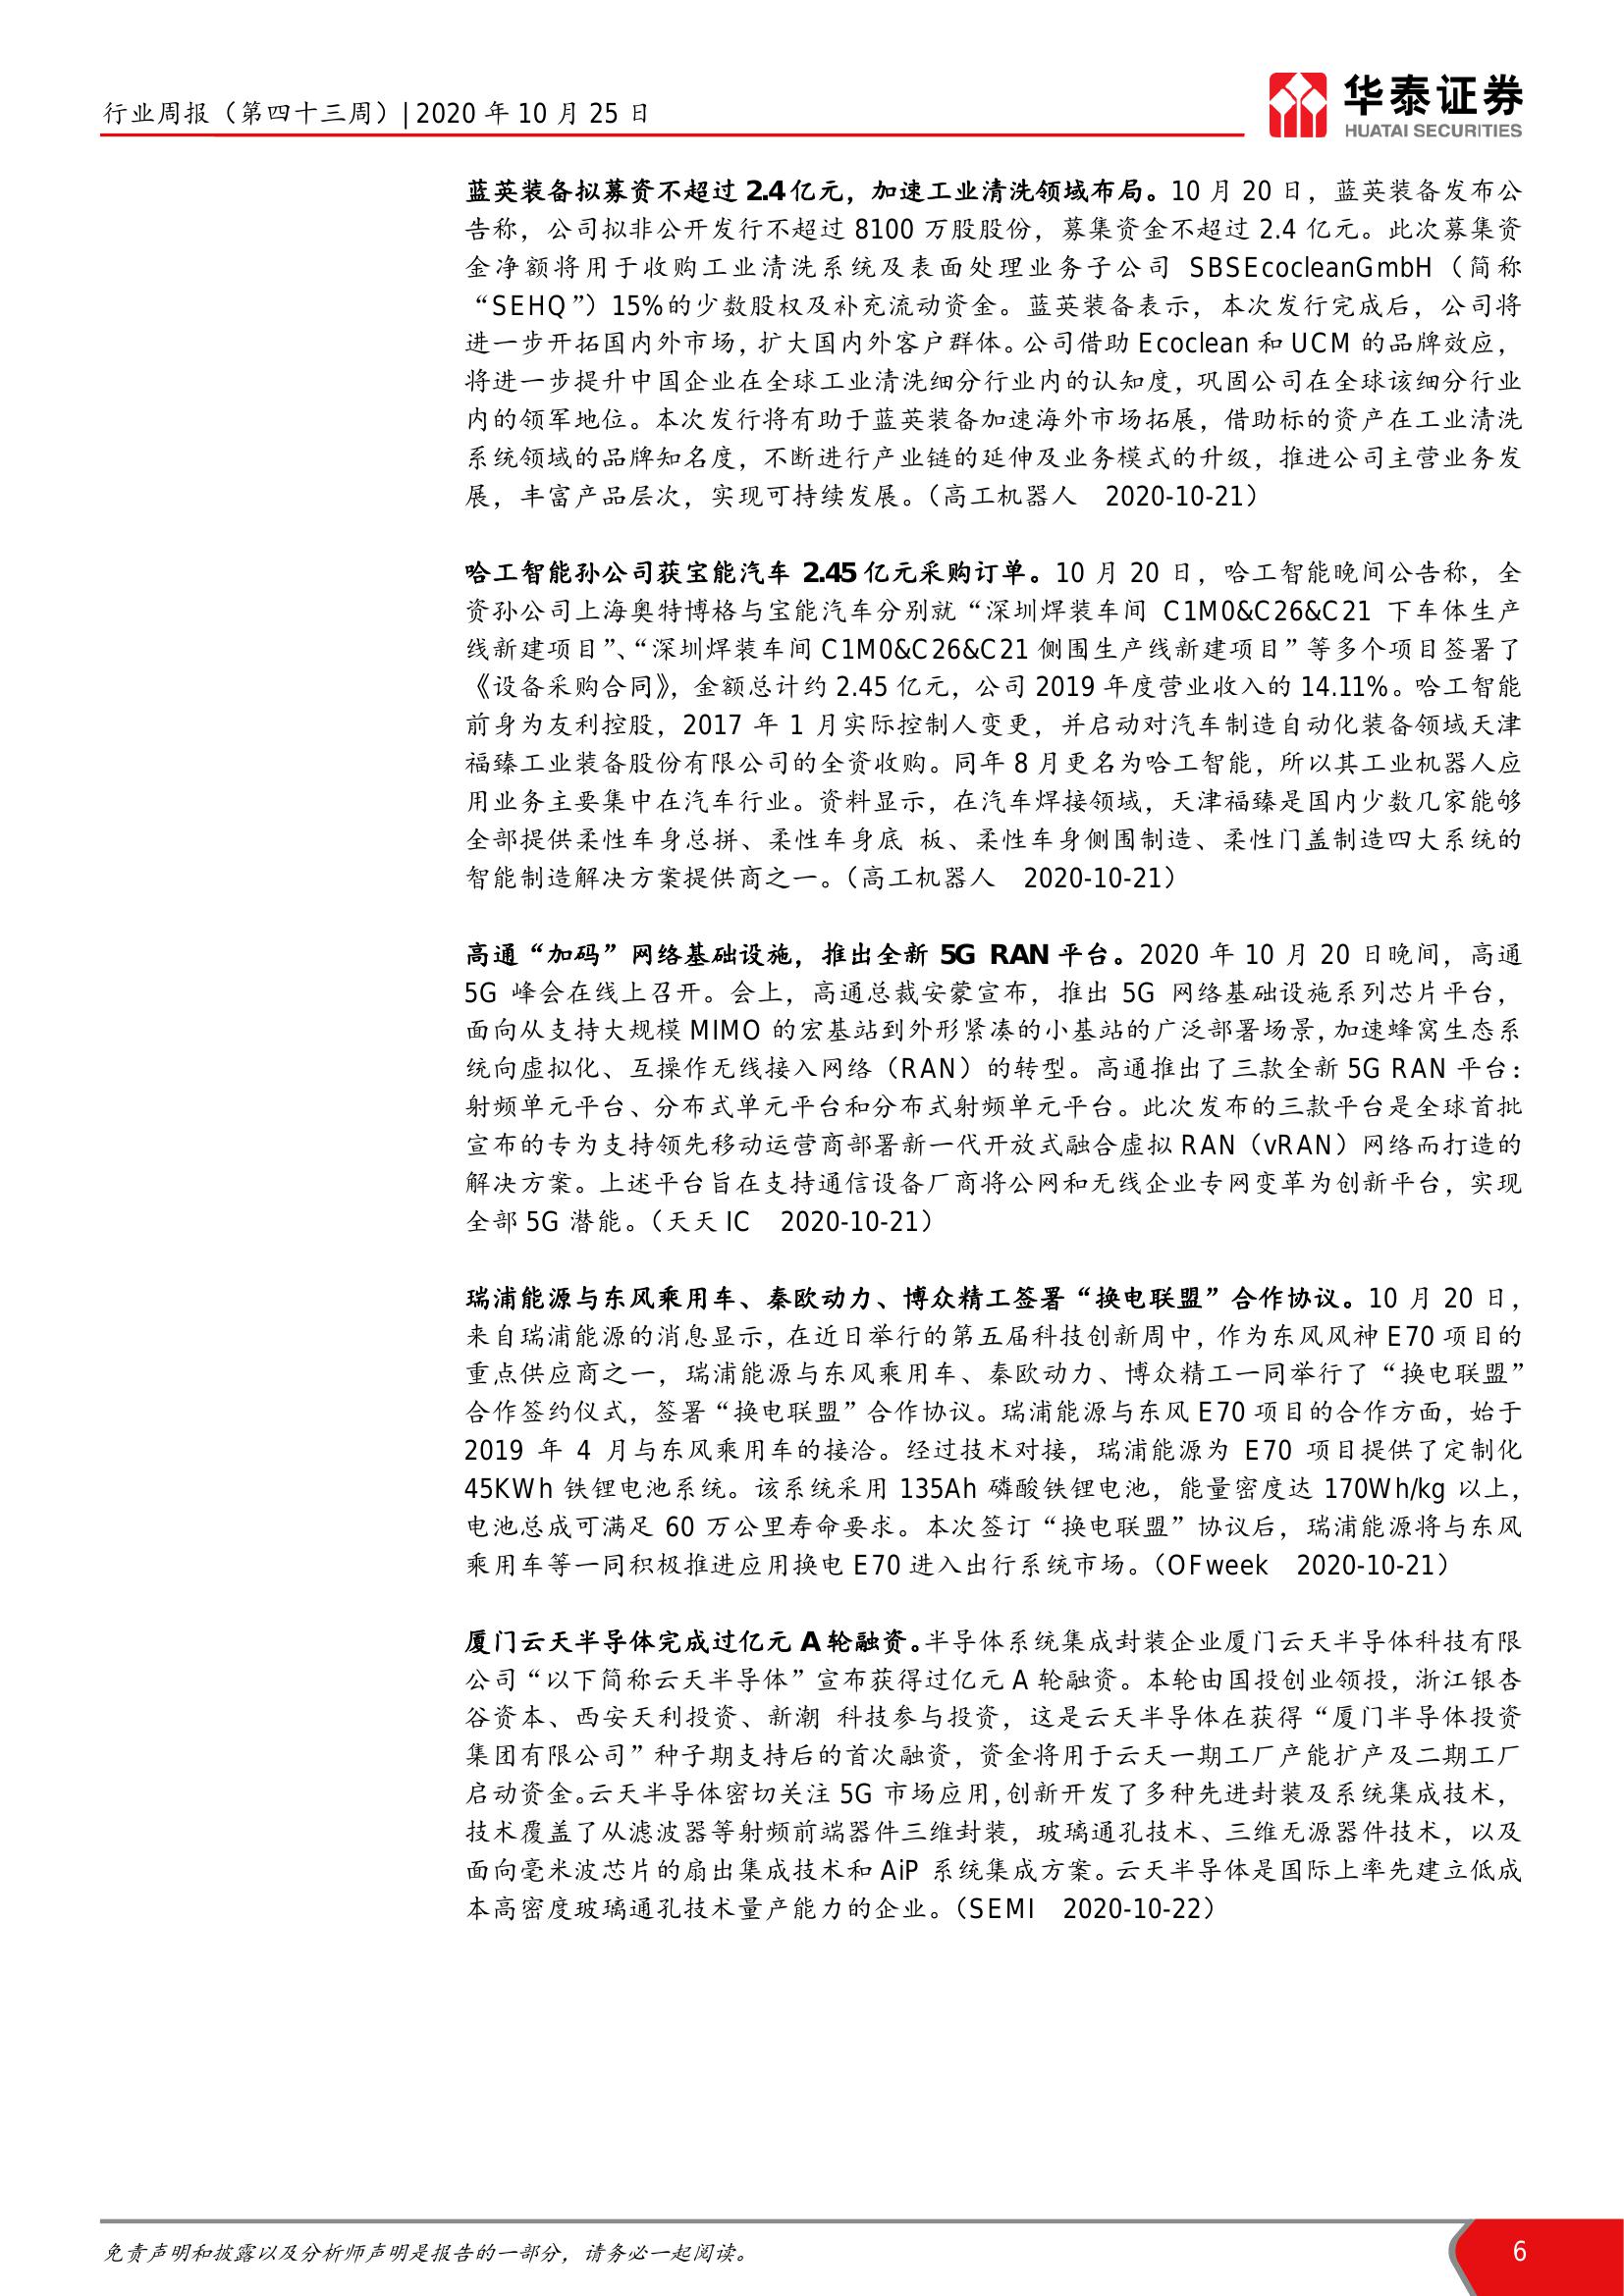 行业周报（第四十三周）| 2020 年 10 月 25 日
华泰证券
HUATAI SECURITIES
蓝英装备拟募资不超过 2.4 亿元，加速工业清洗领域布局。10 月 20 日，蓝英装备发布公
告称，公司拟非公开发行不超过 8100 万股股份，募集资金不超过 2.4 亿元。此次募集资
金净额将用于收购工业清洗系统及表面处理业务子公司 SBSEcocleanGmbH（简称
“SEHQ”）15%的少数股权及补充流动资金。蓝英装备表示，本次发行完成后，公司将
进一步开拓国内外市场，扩大国内外客户群体。公司借助 Ecoclean 和 UCM 的品牌效应，
将进一步提升中国企业在全球工业清洗细分行业内的认知度，巩固公司在全球该细分行业
内的领军地位。本次发行将有助于蓝英装备加速海外市场拓展，借助标的资产在工业清洗
系统领域的品牌知名度，不断进行产业链的延伸及业务模式的升级，推进公司主营业务发
展，丰富产品层次，实现可持续发展。（高工机器人 2020-10-21）
哈工智能孙公司获宝能汽车 2.45 亿元采购订单。10 月 20 日，哈工智能晚间公告称，全
资孙公司上海奥特博格与宝能汽车分别就“深圳焊装车间 C1M0&C26&C21 下车体生产
线新建项目”、“深圳焊装车间 C1M0&C26&C21 侧围生产线新建项目”等多个项目签署了
《设备采购合同》，金额总计约 2.45 亿元，公司 2019 年度营业收入的 14.11%。哈工智能
前身为友利控股，2017 年 1 月实际控制人变更，并启动对汽车制造自动化装备领域天津
福臻工业装备股份有限公司的全资收购。同年 8 月更名为哈工智能，所以其工业机器人应
用业务主要集中在汽车行业。资料显示，在汽车焊接领域，天津福臻是国内少数几家能够
全部提供柔性车身总拼、柔性车身底 板、柔性车身侧围制造、柔性门盖制造四大系统的
智能制造解决方案提供商之一。（高工机器人 2020-10-21）
高通“加码”网络基础设施，推出全新 5G RAN 平台。2020 年 10 月 20 日晚间，高通
5G 峰会在线上召开。会上，高通总裁安蒙宣布，推出 5G 网络基础设施系列芯片平台，
面向从支持大规模 MIMO 的宏基站到外形紧凑的小基站的广泛部署场景，加速蜂窝生态系
统向虚拟化、互操作无线接入网络（RAN）的转型。高通推出了三款全新 5G RAN 平台：
射频单元平台、分布式单元平台和分布式射频单元平台。此次发布的三款平台是全球首批
宣布的专为支持领先移动运营商部署新一代开放式融合虚拟 RAN（vRAN）网络而打造的
解决方案。上述平台旨在支持通信设备厂商将公网和无线企业专网变革为创新平台，实现
全部 5G 潜能。（天天 IC 2020-10-21）
瑞浦能源与东风乘用车、秦欧动力、博众精工签署“换电联盟”合作协议。10 月 20 日，
来自瑞浦能源的消息显示，在近日举行的第五届科技创新周中，作为东风风神 E70 项目的
重点供应商之一，瑞浦能源与东风乘用车、秦欧动力、博众精工一同举行了“换电联盟”
合作签约仪式，签署“换电联盟”合作协议。瑞浦能源与东风 E70 项目的合作方面，始于
2019 年 4 月与东风乘用车的接洽。经过技术对接，瑞浦能源为 E70 项目提供了定制化
45KWh 铁锂电池系统。该系统采用 135Ah 磷酸铁锂电池，能量密度达 170Wh/kg 以上，
电池总成可满足 60 万公里寿命要求。本次签订“换电联盟”协议后，瑞浦能源将与东风
乘用车等一同积极推进应用换电 E70 进入出行系统市场。（OFweek 2020-10-21）
厦门云天半导体完成过亿元 A 轮融资。半导体系统集成封装企业厦门云天半导体科技有限
公司“以下简称云天半导体”宣布获得过亿元 A 轮融资。本轮由国投创业领投，浙江银杏
谷资本、西安天利投资、新潮 科技参与投资，这是云天半导体在获得“厦门半导体投资
集团有限公司”种子期支持后的首次融资，资金将用于云天一期工厂产能扩产及二期工厂
启动资金。云天半导体密切关注 5G 市场应用，创新开发了多种先进封装及系统集成技术，
技术覆盖了从滤波器等射频前端器件三维封装，玻璃通孔技术、三维无源器件技术，以及
面向毫米波芯片的扇出集成技术和 AiP 系统集成方案。云天半导体是国际上率先建立低成
本高密度玻璃通孔技术量产能力的企业。（SEMI 2020-10-22）
免责声明和披露以及分析师声明是报告的一部分，请务必一起阅读。
6